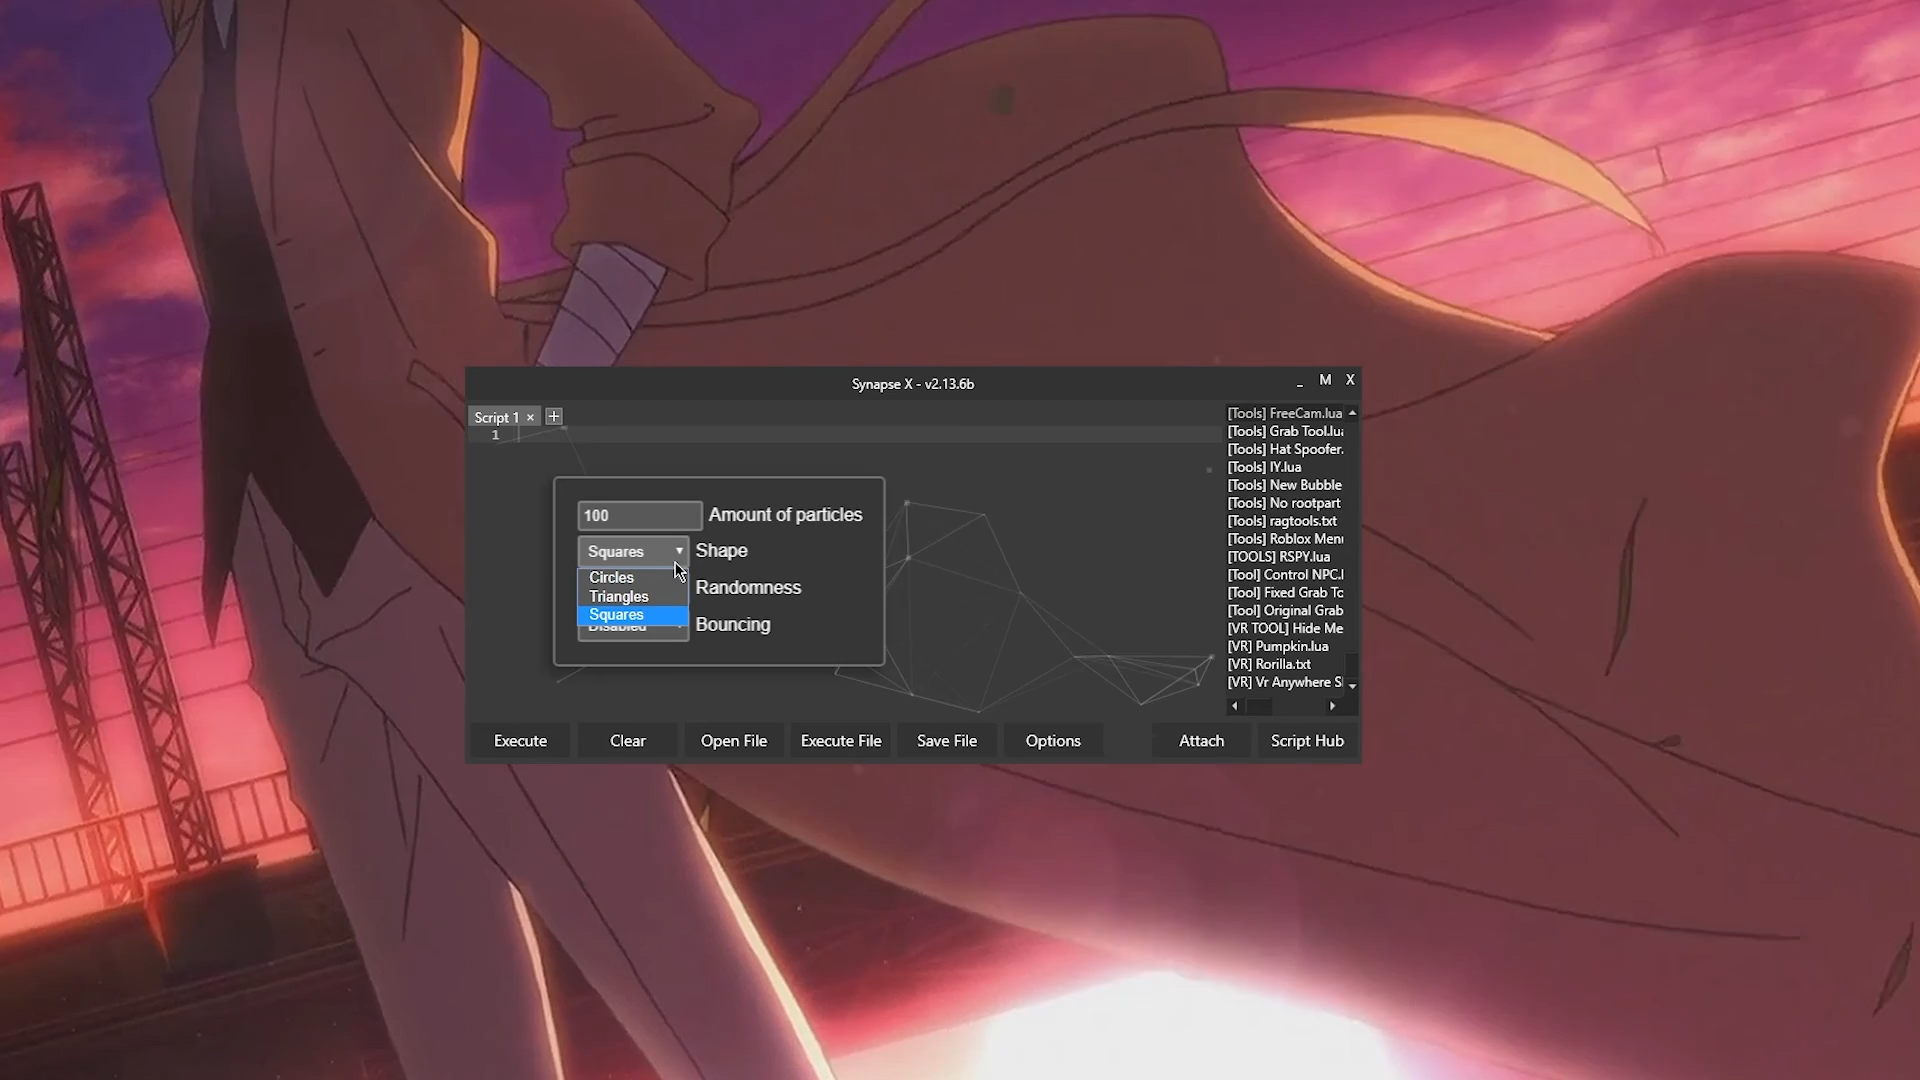 Synapse X - v2.13.6b
_ M X
Script 1 × +
1
100 Amount of particles
Squares ▼ Shape
Circles
Triangles
Squares
Randomness
Disabled Bouncing
[Tools] FreeCam.lua
[Tools] Grab Tool.lua
[Tools] Hat Spoofer.
[Tools] IY.lua
[Tools] New Bubble
[Tools] No rootpart
[Tools] ragtools.txt
[Tools] Roblox Menu
[TOOLS] RSPY.lua
[Tool] Control NPC.l
[Tool] Fixed Grab To
[Tool] Original Grab
[VR TOOL] Hide Me
[VR] Pumpkin.lua
[VR] Rorilla.txt
[VR] Vr Anywhere S
Execute Clear Open File Execute File Save File Options Attach Script Hub